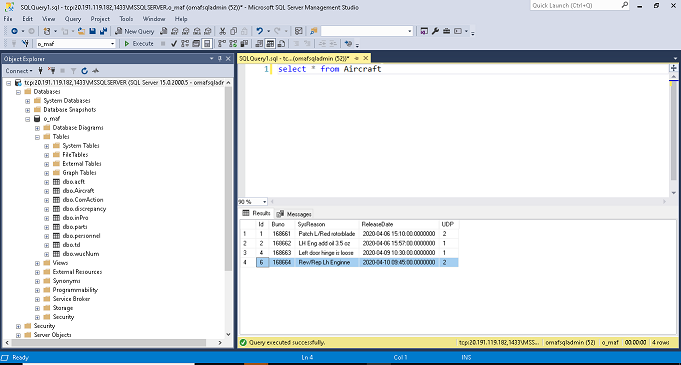 SQLQuery1.sql - tcp:20.191.119.182,1433\MSSQLSERVER.o_maf (omafsqladmin (52))* - Microsoft SQL Server Management Studio
Quick Launch (Ctrl+Q)
File Edit View Query Project Tools Window Help
New Query
o_maf Execute
Object Explorer
SQLQuery1.sql - tc...(omafsqladmin (52))*
Connect
1 select * from Aircraft
tcp:20.191.119.182,1433\MSSQLSERVER (SQL Server 15.0.2000.5 - omafsqladm
Databases
System Databases
Database Snapshots
o_maf
Database Diagrams
Tables
System Tables
FileTables
External Tables
Graph Tables
dbo.acft
dbo.Aircraft
dbo.CorrAction
dbo.discrepancy
dbo.inPro
dbo.parts
dbo.personnel
dbo.td
dbo.wucNum
Views
External Resources
Synonyms
Programmability
Service Broker
Storage
Security
Security
Server Objects
90 %
Results Messages
Id Buno SysReason ReleaseDate UDP
1 1 168661 Patch L/Red rotorblade 2020-04-06 15:10:00.0000000 2
2 2 168662 LH Eng add oil 3.5 oz 2020-04-06 15:57:00.0000000 1
3 4 168663 Left door hinge is loose 2020-04-09 10:30:00.0000000 1
4 6 168664 Rev/Rep Lh Enginne 2020-04-10 09:45:00.0000000 2
Query executed successfully. tcp:20.191.119.182,1433\MSS... omafsqladmin (52) o_maf 00:00:00 4 rows
Ready Ln 4 Col 1 INS